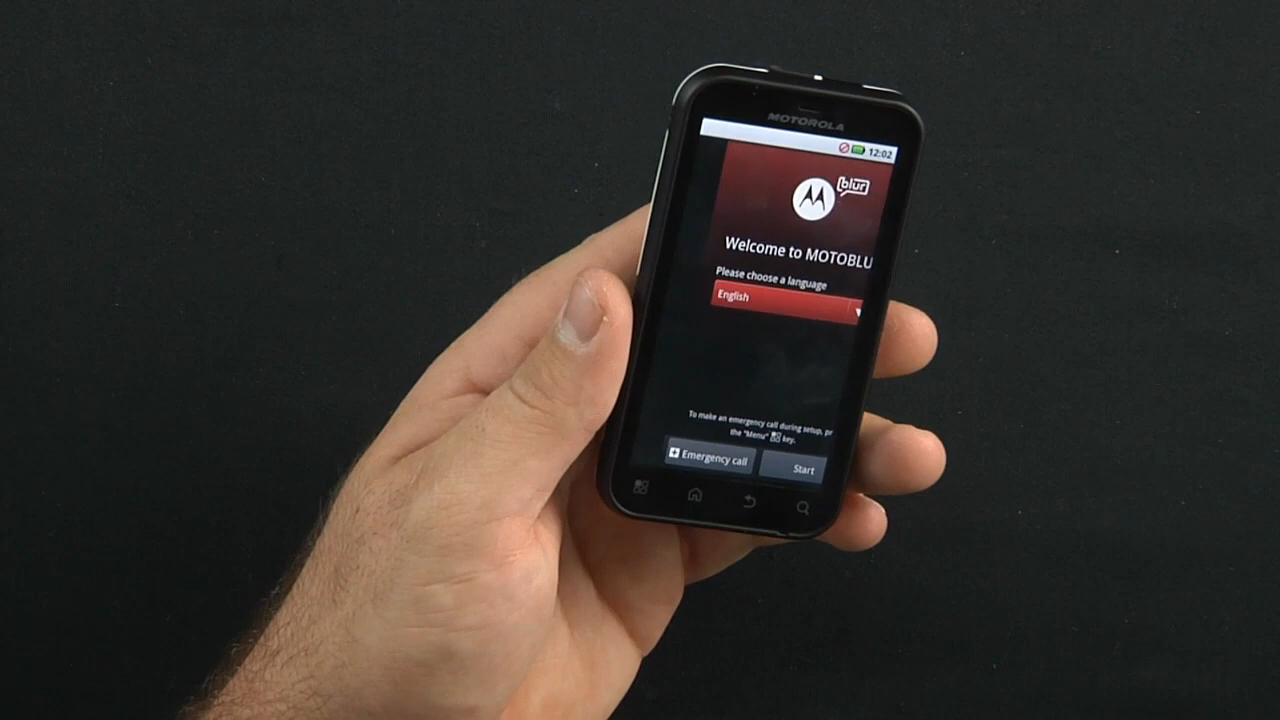 MOTOROLA
12:02
blur
Welcome to MOTOBLU
Please choose a language
English
To make an emergency call during setup, pr
the "Menu" key.
Emergency call
Start